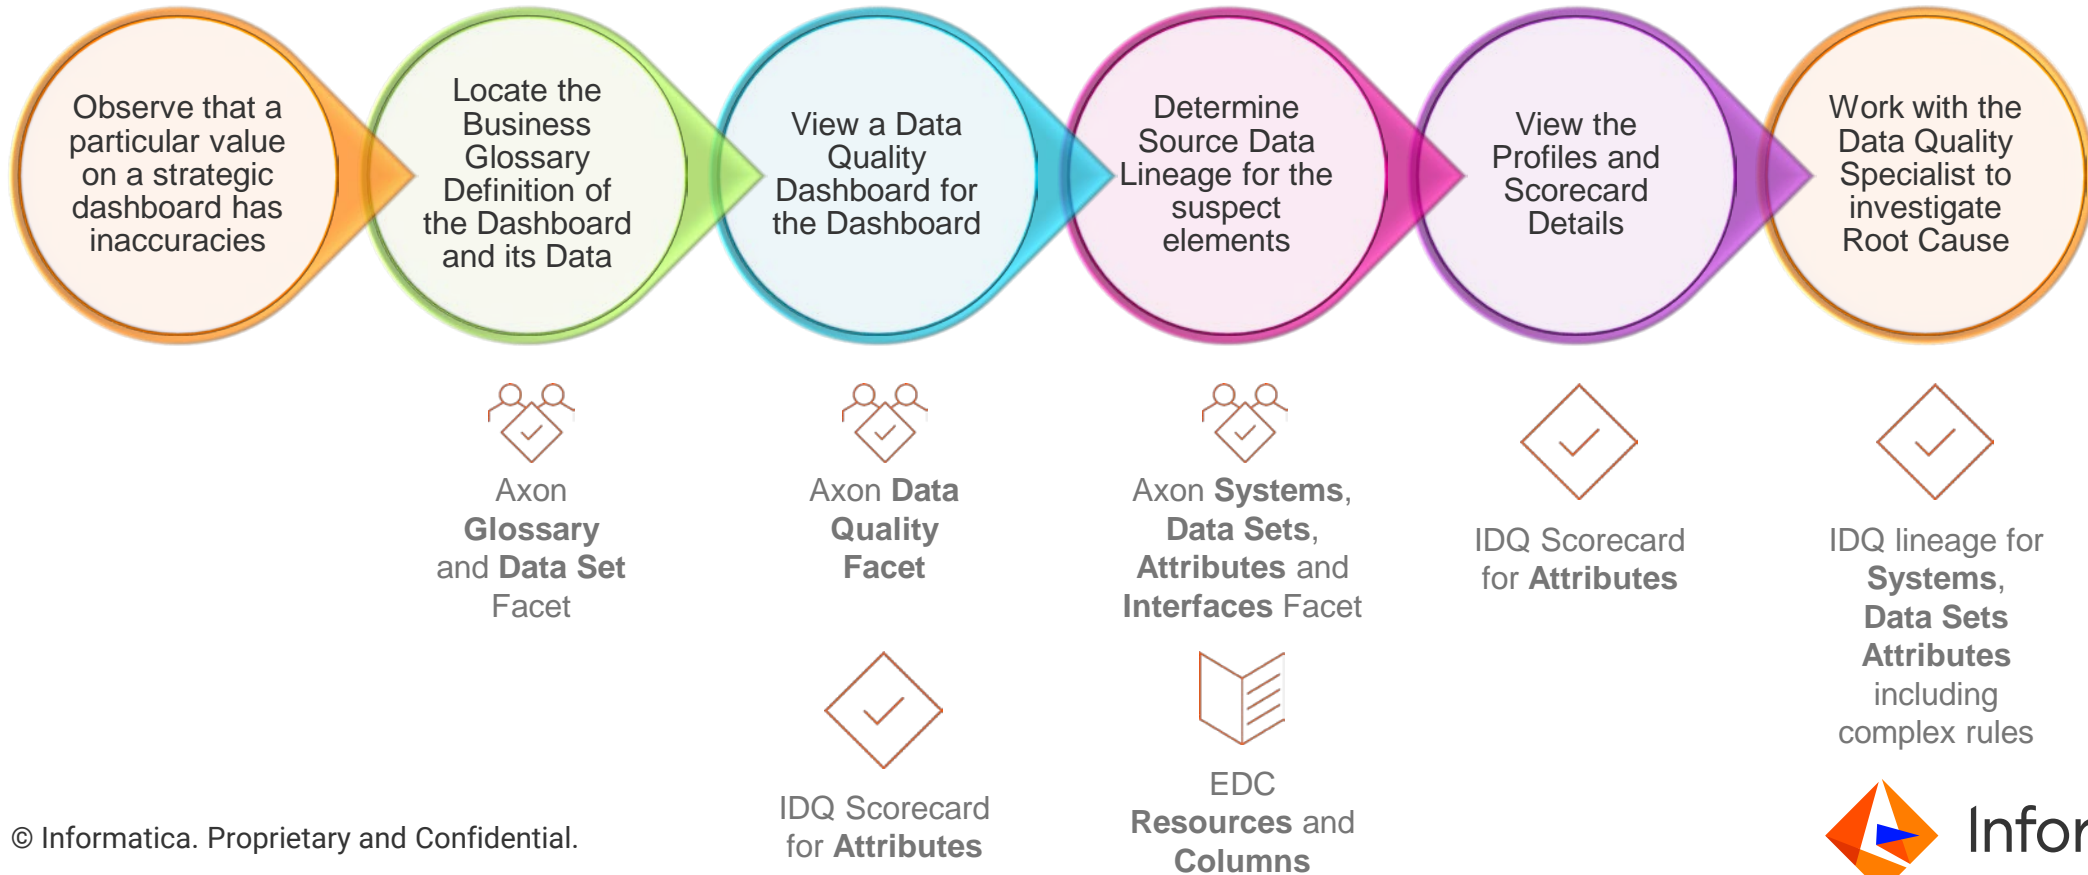 Observe that a
particular value
on a strategic
dashboard has
inaccuracies
Locate the
Business
Glossary
Definition of
the Dashboard
and its Data
View a Data
Quality
Dashboard for
the Dashboard
Determine
Source Data
Lineage for the
suspect
elements
View the
Profiles and
Scorecard
Details
Work with the
Data Quality
Specialist to
investigate
Root Cause
Axon
Glossary
and Data Set
Facet
Axon Data
Quality
Facet
IDQ Scorecard
for Attributes
Axon Systems,
Data Sets,
Attributes and
Interfaces Facet
EDC
Resources and
Columns
IDQ Scorecard
for Attributes
IDQ lineage for
Systems,
Data Sets
Attributes
including
complex rules
© Informatica. Proprietary and Confidential.
Infor